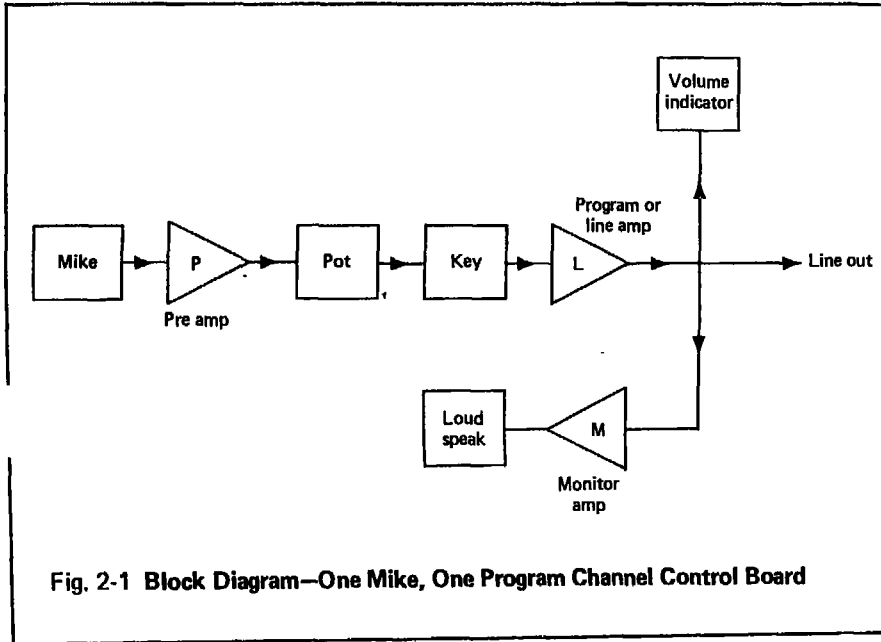 Volume
indicator
Program or
line amp
Mike
P
Pot
Key
L
Line out
Pre amp
Loud
speak
M
Monitor
amp
Fig. 2-1 Block Diagram—One Mike, One Program Channel Control Board